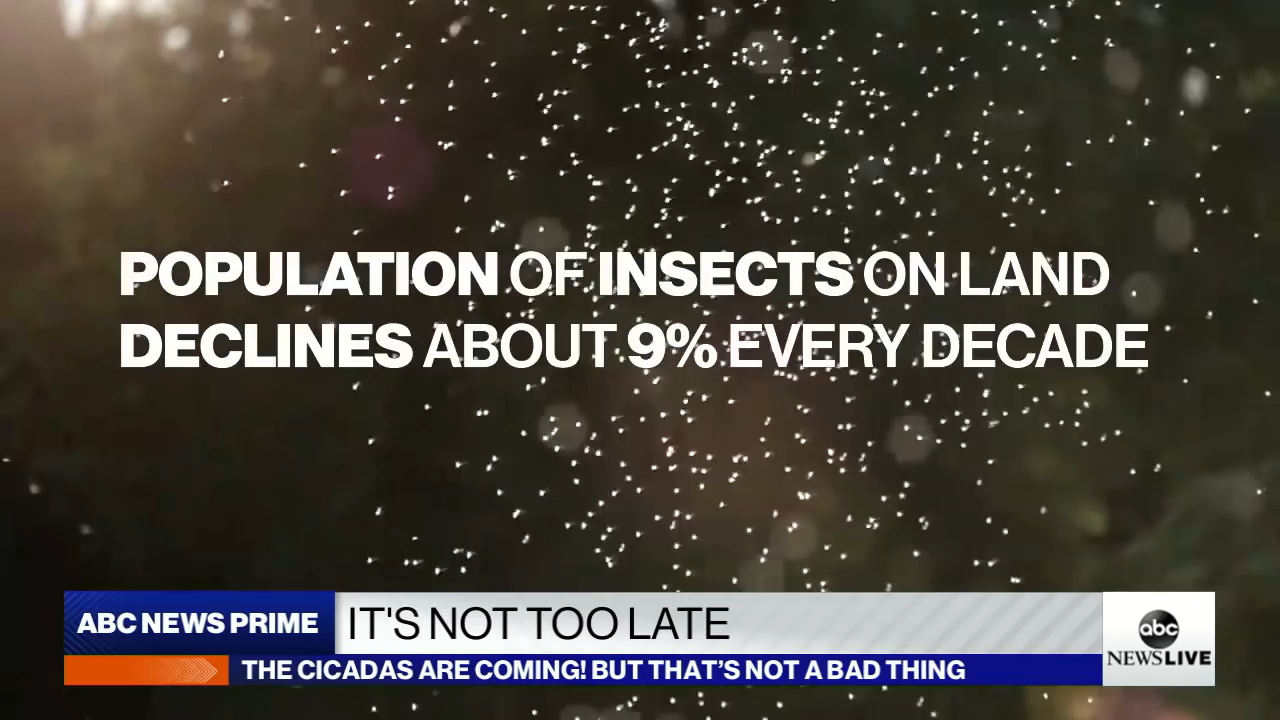 POPULATION OF INSECTS ON LAND
DECLINES ABOUT 9% EVERY DECADE
ABC NEWS PRIME
IT'S NOT TOO LATE
THE CICADAS ARE COMING! BUT THAT'S NOT A BAD THING
abc
NEWSLIVE